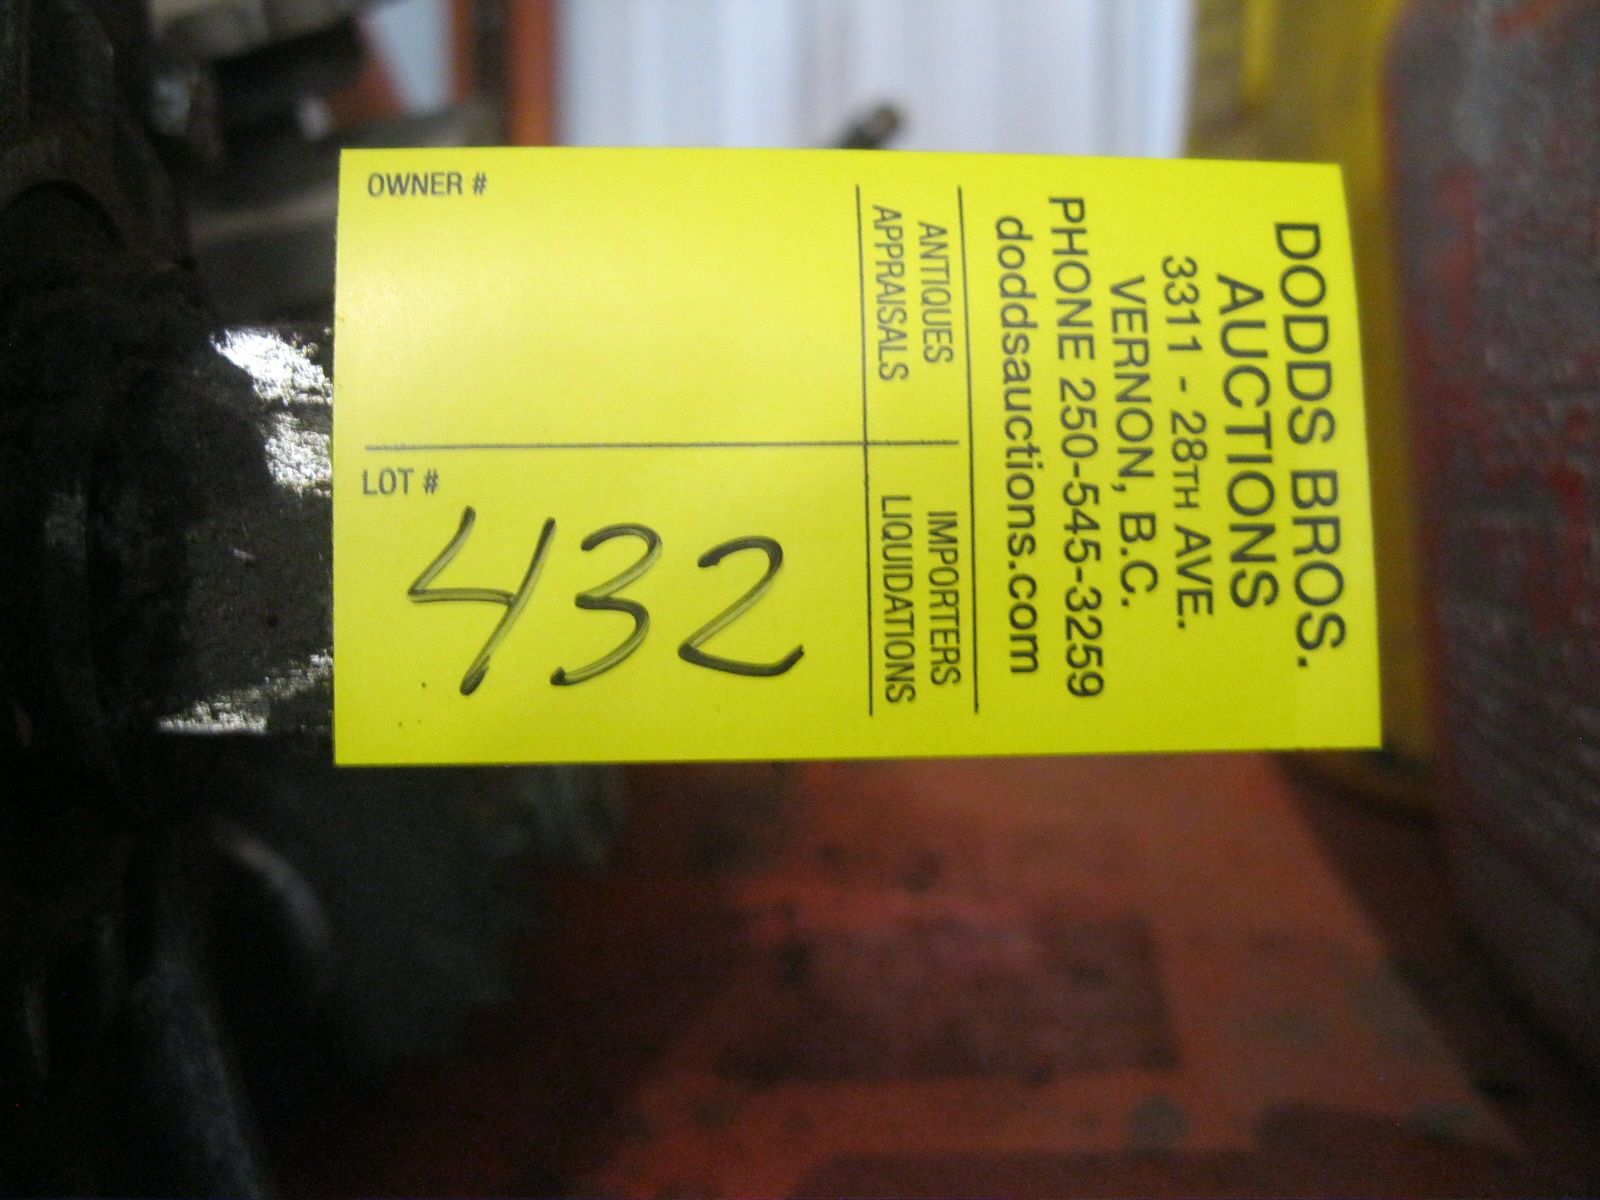 DODDS BROS.
AUCTIONS
3311 - 28TH AVE.
VERNON, B.C.
PHONE 250-545-3259
doddsauctions.com
ANTIQUES
APPRAISALS
IMPORTERS
LIQUIDATIONS
OWNER #
LOT #
432